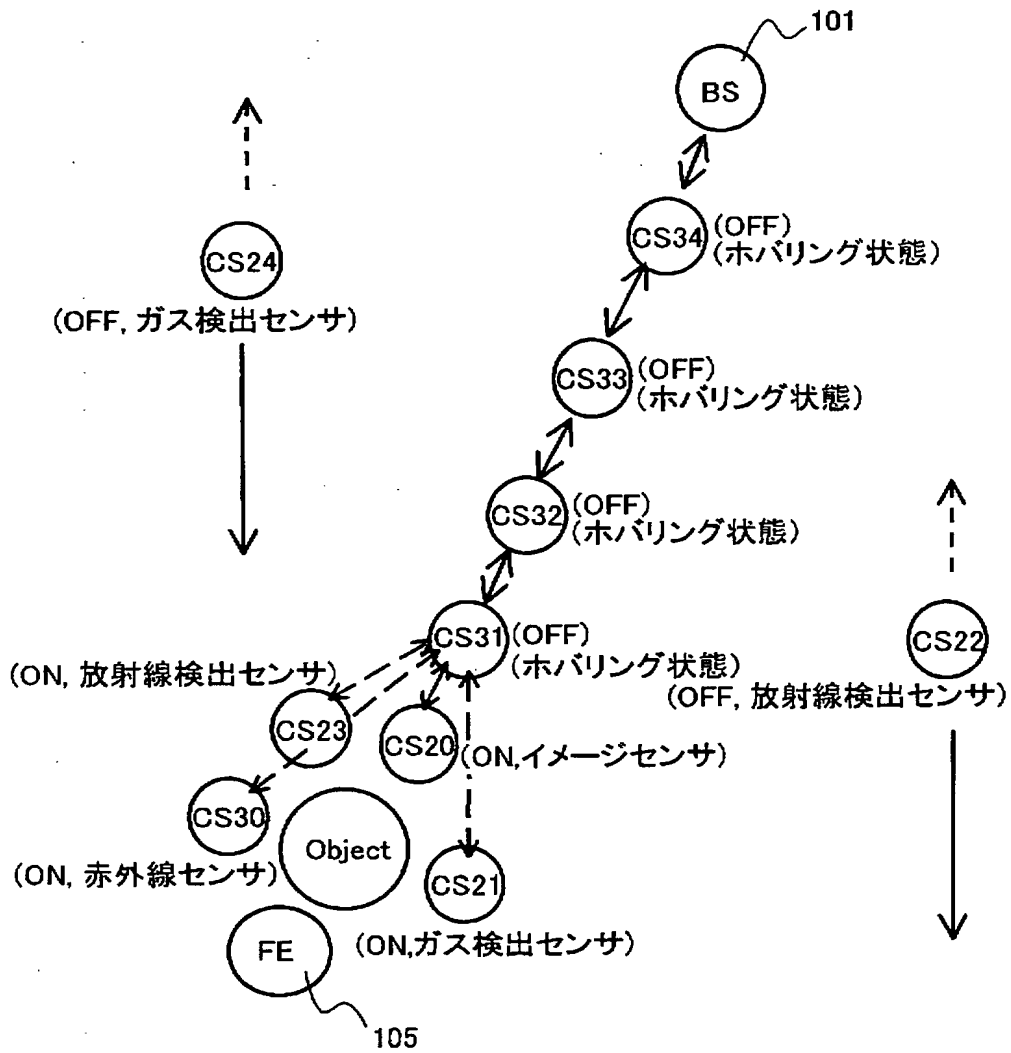 101
BS
CS34
(OFF)
(ホバリング状態)
CS24
(OFF, ガス検出センサ)
CS33
(OFF)
(ホバリング状態)
CS32
(OFF)
(ホバリング状態)
CS31
(OFF)
(ホバリング状態)
CS22
(OFF, 放射線検出センサ)
(ON, 放射線検出センサ)
CS23
CS20
(ON,イメージセンサ)
CS30
(ON, 赤外線センサ)
Object
CS21
(ON,ガス検出センサ)
FE
105